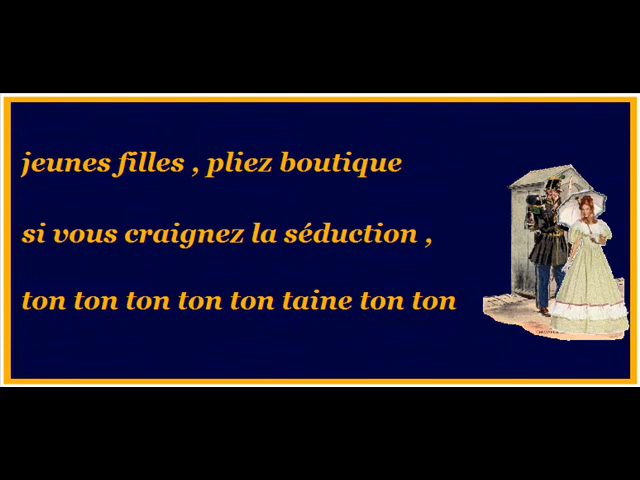 jeunes filles , pliez boutique
si vous craignez la séduction ,
ton ton ton ton ton taine ton ton